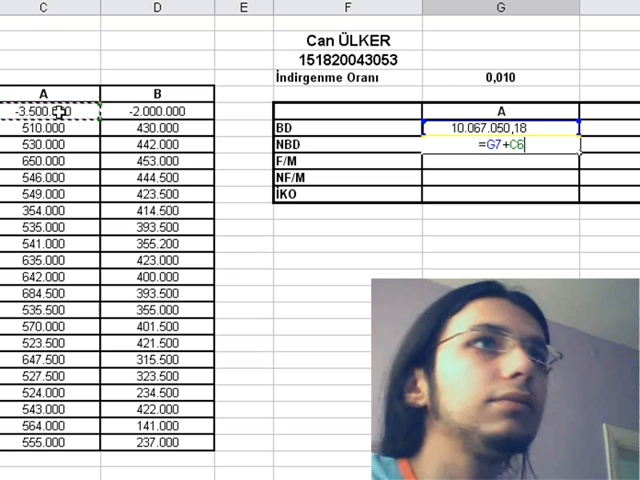 C D E F G
Can ÜLKER
151820043053
İndirgenme Oranı 0,010
A B
-2.000.000 A
510.000 430.000 BD 10.067.050,18
530.000 442.000 NBD =G7+C6
650.000 453.000 F/M
546.000 444.500 NF/M
549.000 423.500 İKO
354.000 414.500
535.000 393.500
541.000 355.200
635.000 423.000
642.000 400.000
684.500 393.500
535.500 355.000
570.000 401.500
523.500 421.500
647.500 315.500
527.500 323.500
524.000 234.500
543.000 422.000
564.000 141.000
555.000 237.000